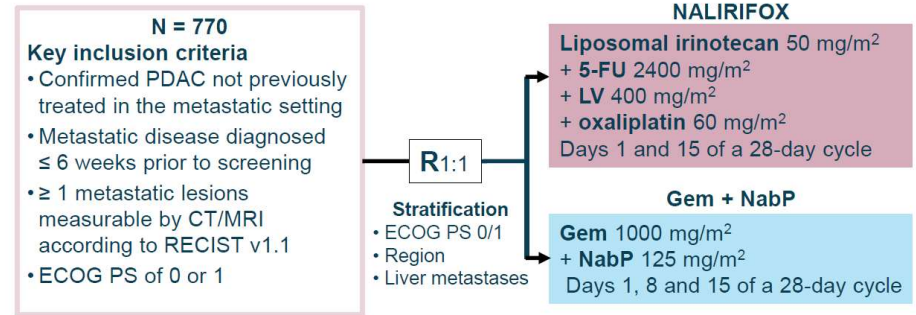 N = 770
Key inclusion criteria
• Confirmed PDAC not previously
treated in the metastatic setting
• Metastatic disease diagnosed
≤ 6 weeks prior to screening
• ≥ 1 metastatic lesions
measurable by CT/MRI
according to RECIST v1.1
• ECOG PS of 0 or 1
R1:1
Stratification
• ECOG PS 0/1
• Region
• Liver metastases
NALIRIFOX
Liposomal irinotecan 50 mg/m²
+ 5-FU 2400 mg/m²
+ LV 400 mg/m²
+ oxaliplatin 60 mg/m²
Days 1 and 15 of a 28-day cycle
Gem + NabP
Gem 1000 mg/m²
+ NabP 125 mg/m²
Days 1, 8 and 15 of a 28-day cycle